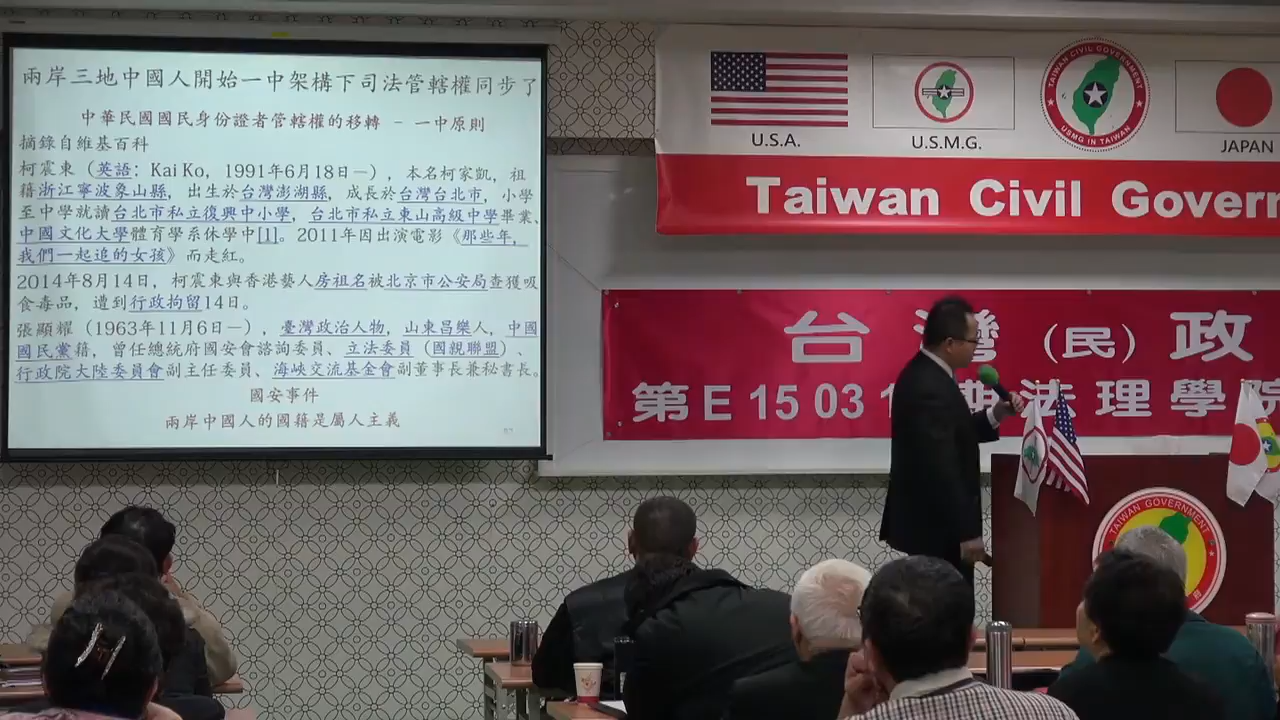 兩岸三地中國人開始一中架構下司法管轄權同步了
中華民國國民身份證者管轄權的移轉 – 一中原則
摘錄自維基百科
柯震東（英語: Kai Ko, 1991年6月18日—），本名柯家凱，祖
籍浙江寧波象山縣，出生於台灣澎湖縣，成長於台灣台北市，小學
至中學就讀台北市私立復興中小學，台北市私立東山高級中學畢業、
中國文化大學體育學系休學中[1]。2011年因出演電影《那些年，
我們一起追的女孩》而走紅。
2014年8月14日，柯震東與香港藝人房祖名被北京市公安局查獲吸
食毒品，遭到行政拘留14日。
張顯耀（1963年11月6日—），臺灣政治人物，山東昌樂人，中國
國民黨籍，曾任總統府國安會諮詢委員、立法委員（國親聯盟）、
行政院大陸委員會副主任委員、海峽交流基金會副董事長兼秘書長。
國安事件
兩岸中國人的國籍是屬人主義
U.S.A.
U.S.M.G.
TAIWAN CIVIL GOVERNMENT
USMG IN TAIWAN
JAPAN
Taiwan Civil Govern
台灣（民）政
第E 15 03 1 期法理學院
TAIWAN GOVERNMENT